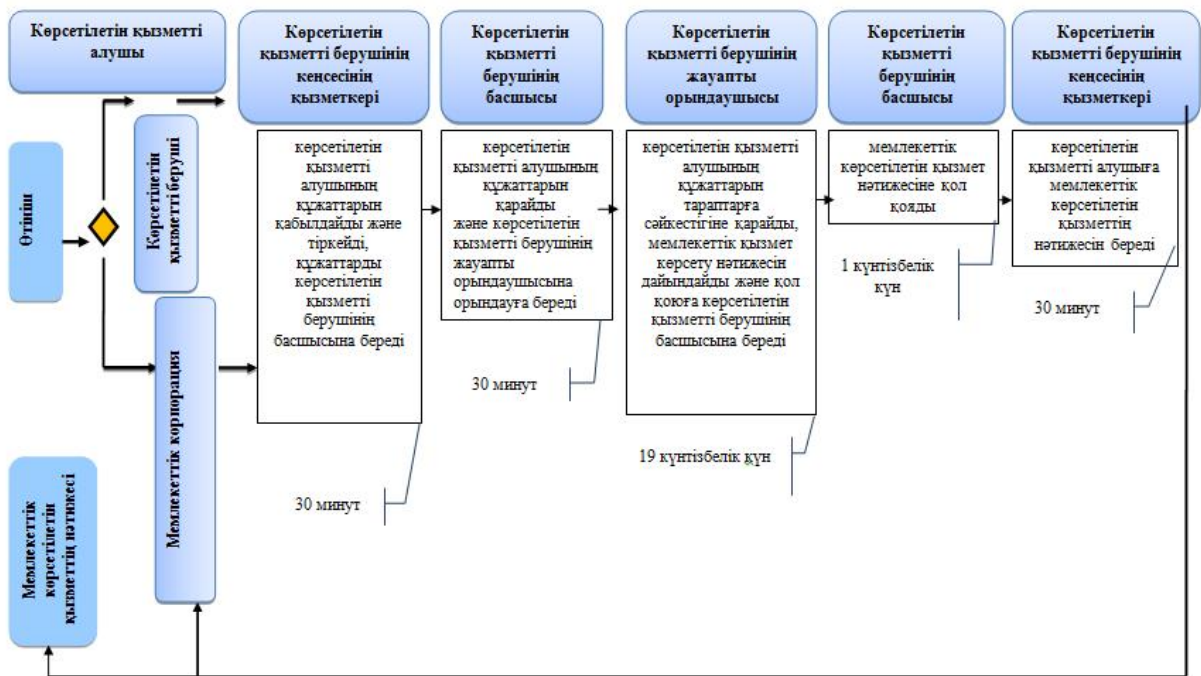 Көрсетілетін қызметті
алушы
Көрсетілетін
қызметті берушінің
кеңсесінің
қызметкері
Көрсетілетін
қызметті
берушінің
басшысы
Көрсетілетін
қызметті берушінің
жауапты
орындаушысы
Көрсетілетін
қызметті
берушінің
басшысы
Көрсетілетін
қызметті берушінің
кеңсесінің
қызметкері
Өтініш
Көрсетілетін
қызметті беруші
Мемлекеттік корпорация
Мемлекеттік
көрсетілетін
қызметтің нәтижесі
көрсетілетін
қызметті
алушының
құжаттарын
қабылдайды және
тіркейді,
құжаттарды
көрсетілетін
қызметті
берушінің
басшысына береді
30 минут
көрсетілетін
қызметті алушының
құжаттарын
қарайды
және көрсетілетін
қызметті берушінің
жауапты
орындаушысына
орындауға береді
30 минут
көрсетілетін қызметті
алушының
құжаттарын
тараптарға
сәйкестігіне қарайды,
мемлекеттік қызмет
көрсету нәтижесін
дайындайды және қол
қоюға көрсетілетін
қызметті берушінің
басшысына береді
19 күнтізбелік күн
мемлекеттік
көрсетілетін қызмет
нәтижесіне қол
қояды
1 күнтізбелік
күн
көрсетілетін
қызметті алушыға
мемлекеттік
көрсетілетін
қызметтің
нәтижесін береді
30 минут